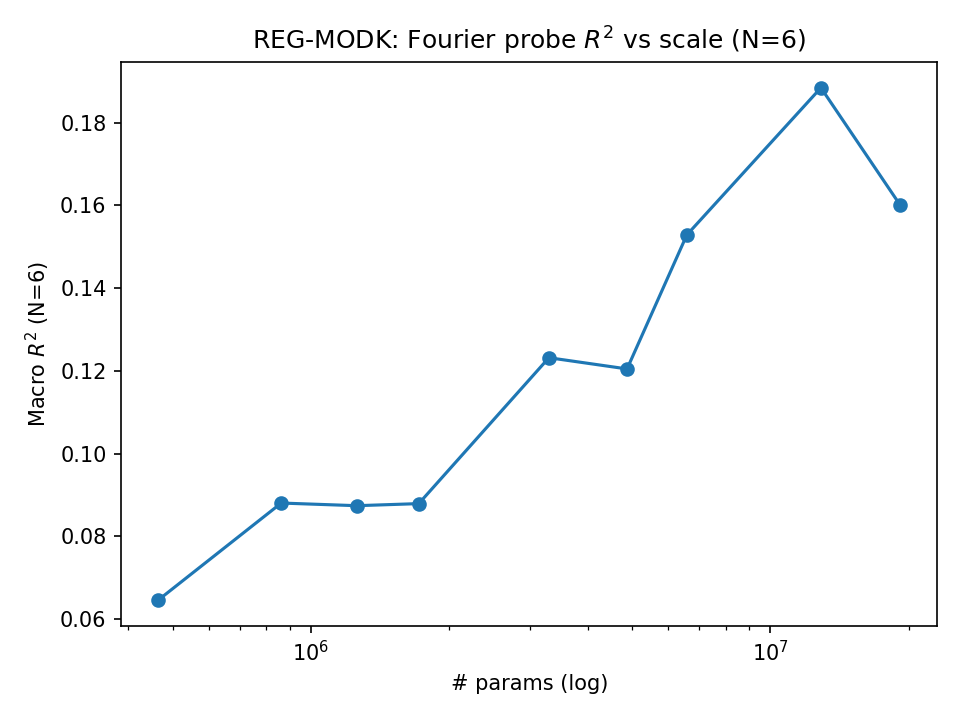 REG-MODK: Fourier probe R² vs scale (N=6)
Macro R² (N=6)
0.18
0.16
0.14
0.12
0.10
0.08
0.06
10⁶ 10⁷
# params (log)